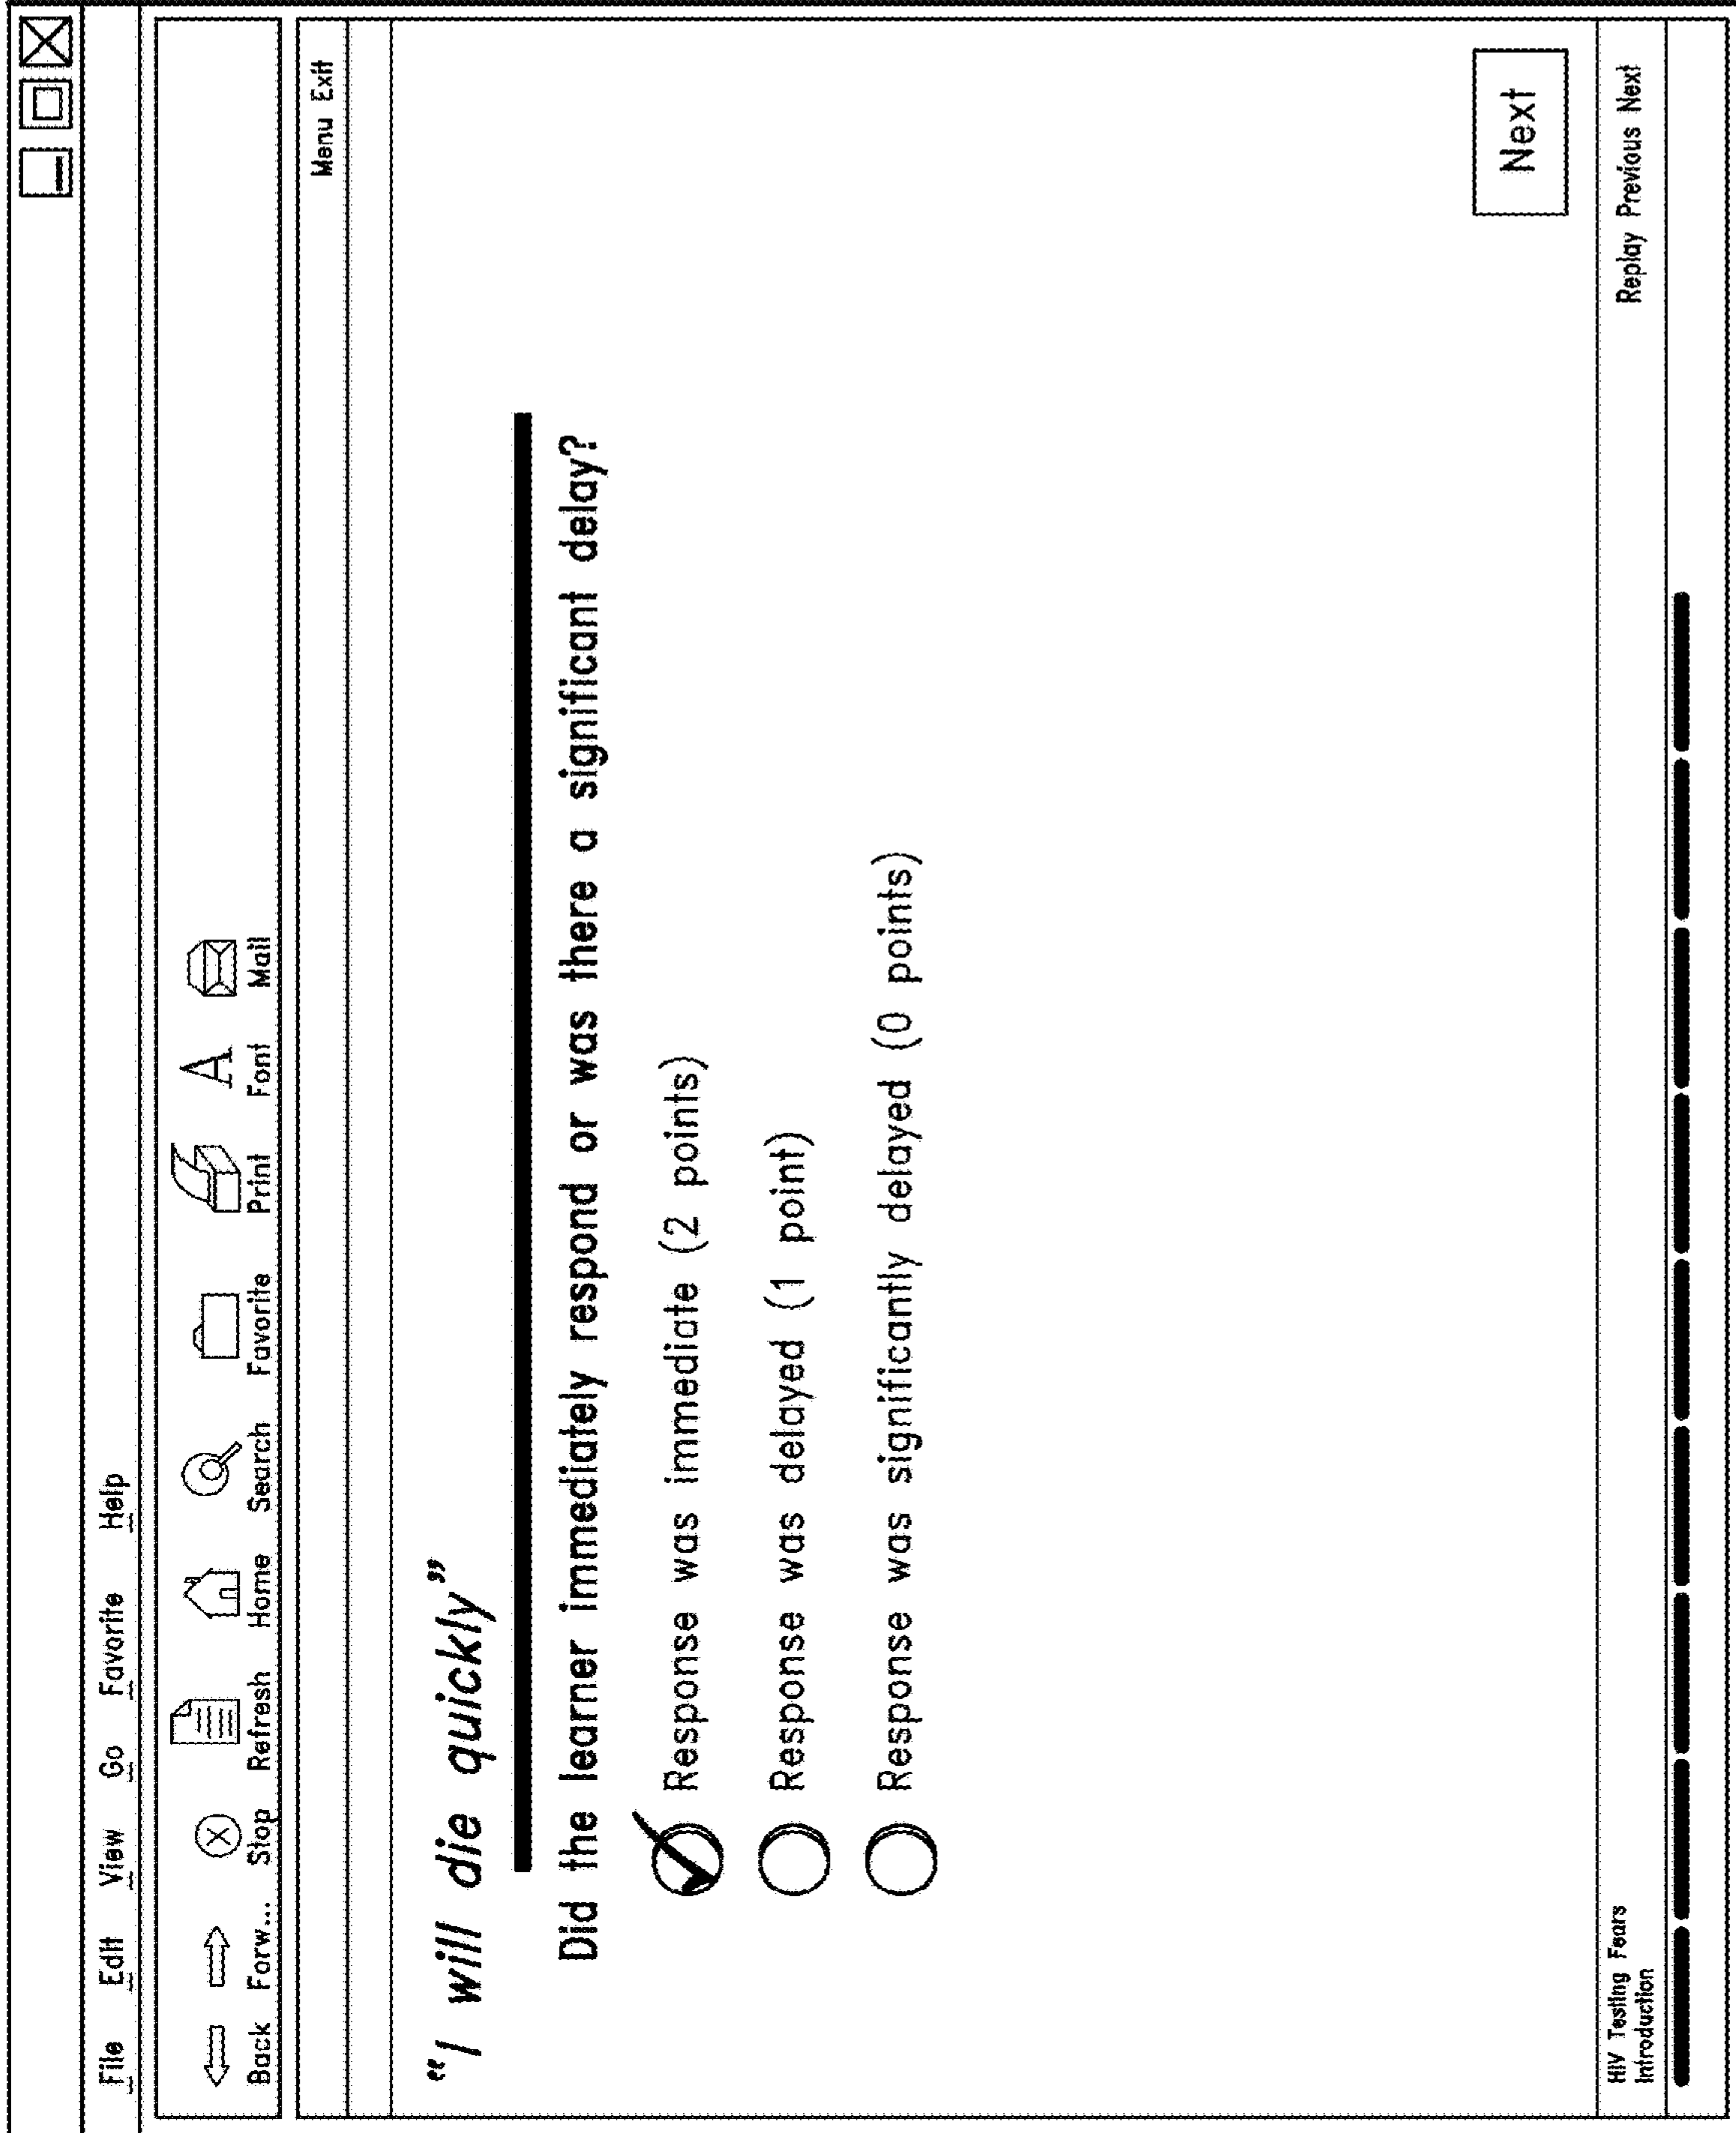 File Edit View Go Favorite Help
Back Forw... Stop Refresh Home Search Favorite Print Font Mail
Menu Exit
“I will die quickly”
Did the learner immediately respond or was there a significant delay?
Response was immediate (2 points)
Response was delayed (1 point)
Response was significantly delayed (0 points)
Next
HIV Testing Fears
Introduction
Replay Previous Next